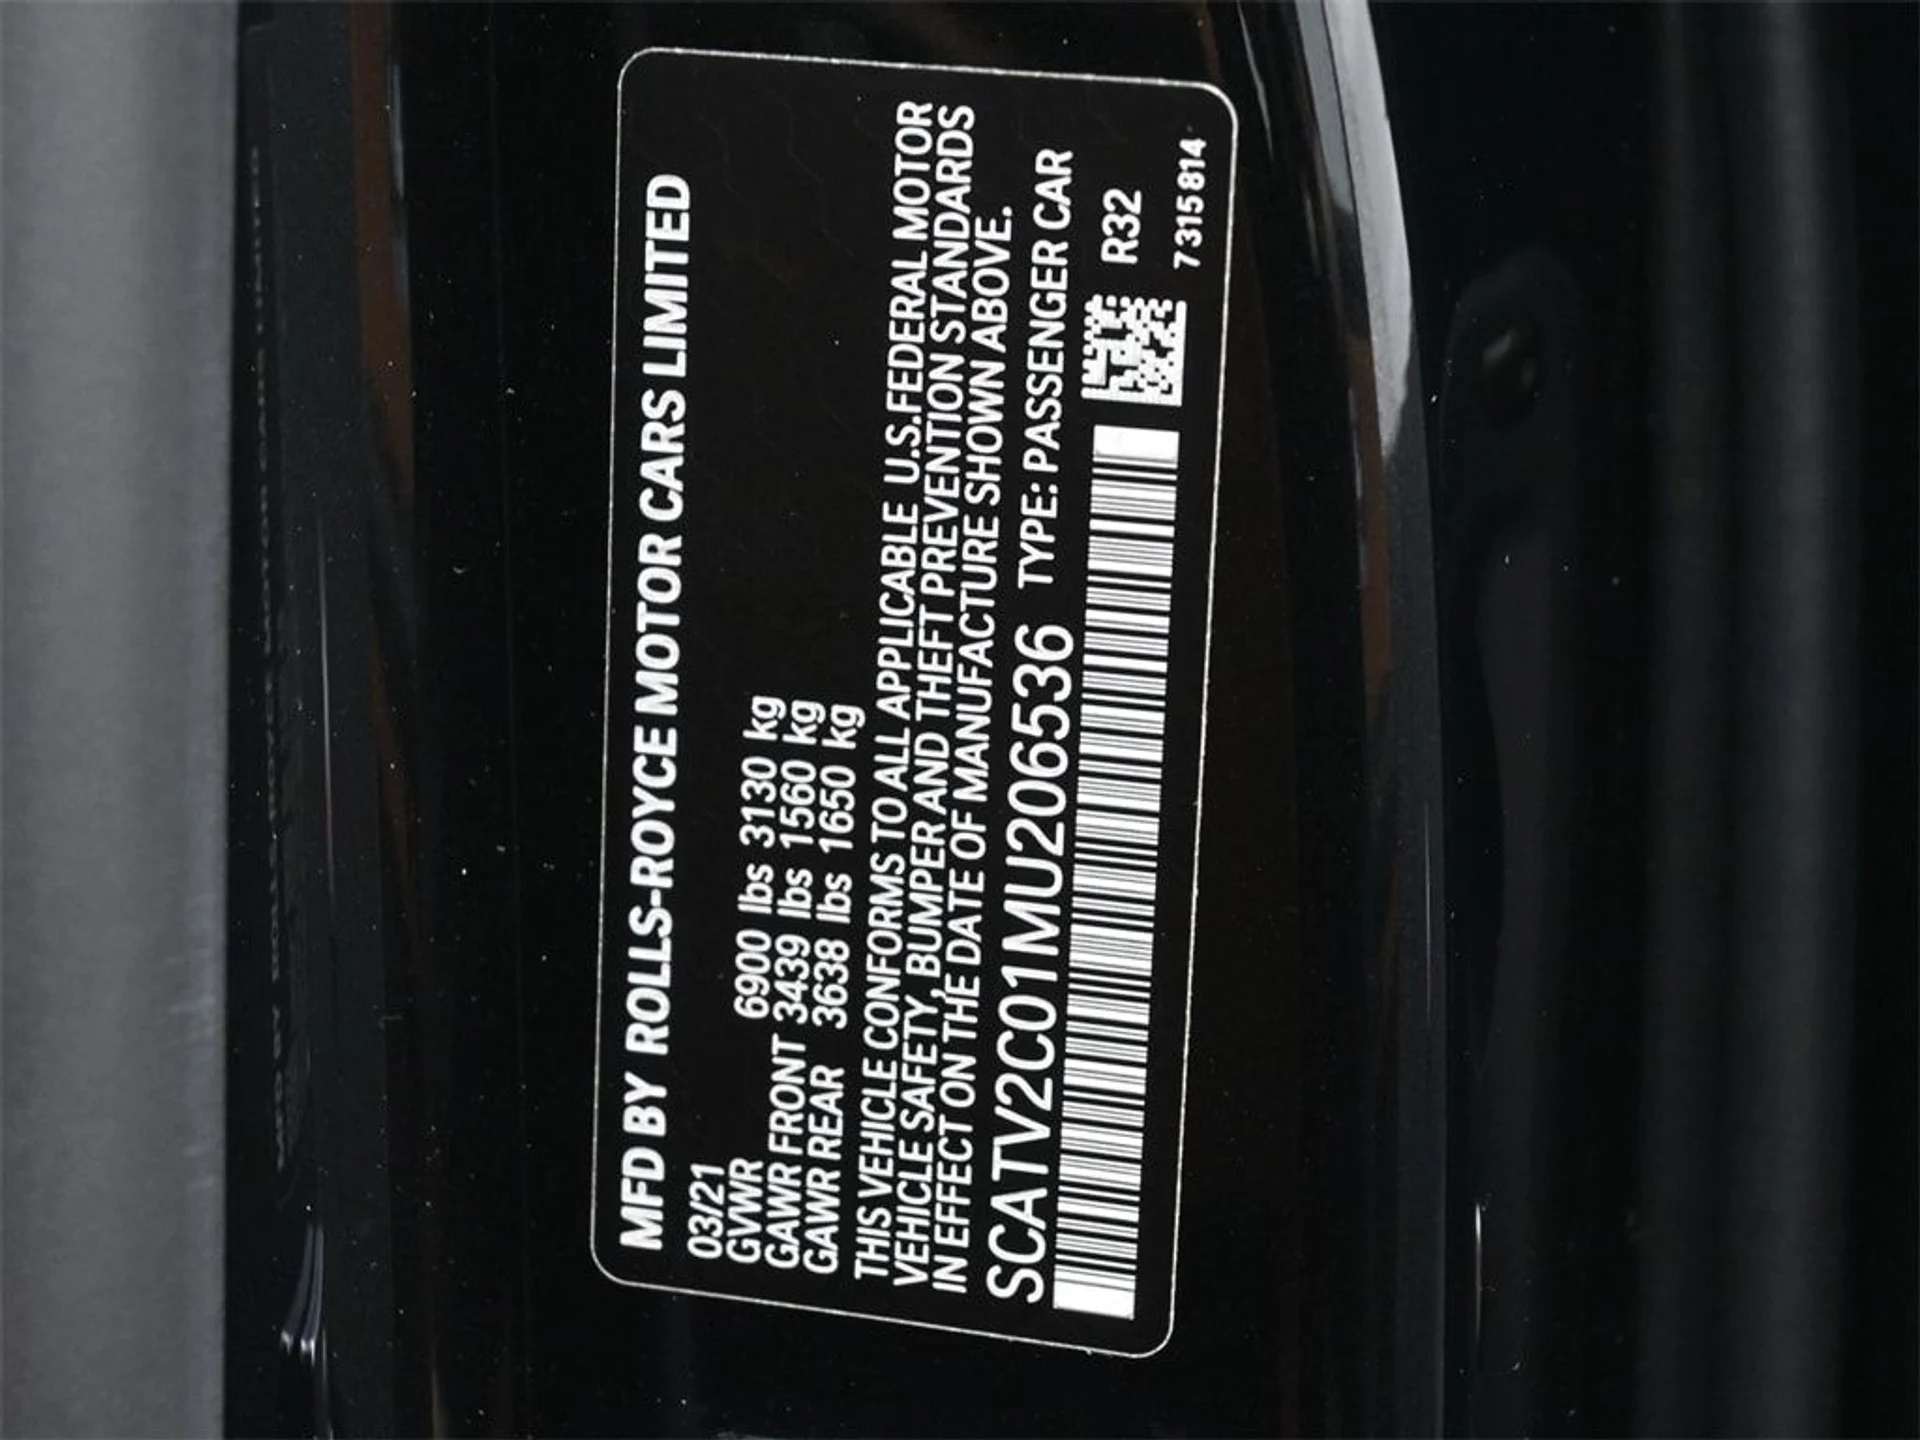 MFD BY ROLLS-ROYCE MOTOR CARS LIMITED
03/21
GVWR 6900 lbs 3130 kg
GAWR FRONT 3439 lbs 1560 kg
GAWR REAR 3638 lbs 1650 kg
THIS VEHICLE CONFORMS TO ALL APPLICABLE U.S.FEDERAL MOTOR
VEHICLE SAFETY, BUMPER AND THEFT PREVENTION STANDARDS
IN EFFECT ON THE DATE OF MANUFACTURE SHOWN ABOVE.
SCATV2C01MU206536 TYPE: PASSENGER CAR
R32
7315814